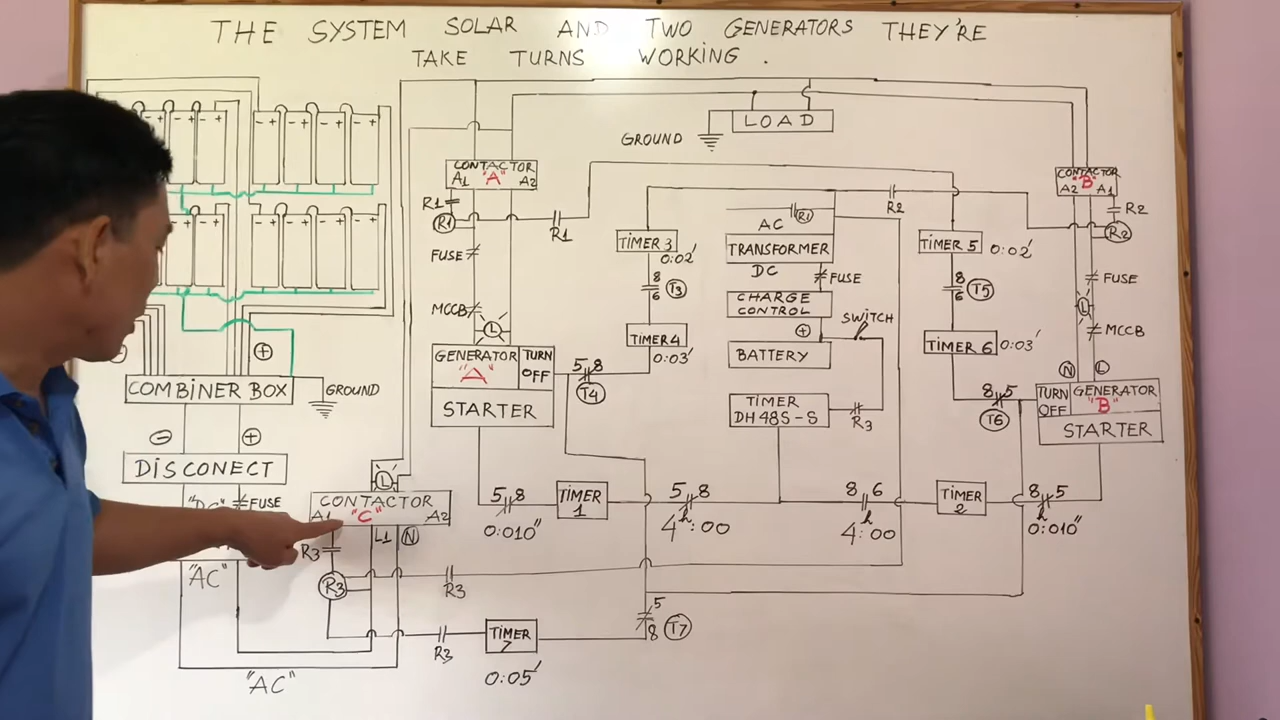 THE SYSTEM SOLAR AND TWO GENERATORS THEY'RE
TAKE TURNS WORKING .
- + - + - +
+ +
- + - + - +
+ +
COMBINER BOX
+
GROUND
- +
DISCONECT
"DC" FUSE
"AC"
"AC"
CONTACTOR
"C"
A1 A2
L
L1 N
R3
R3
R3
R3
TIMER
7
0:05'
5
8 T7
CONTACTOR
"A"
A1 A2
R1
R1
R1
FUSE
MCCB
L
GENERATOR
"A"
TURN
OFF
STARTER
5 8
T4
5 8
0:010"
TIMER
1
5 8
4h:00
GROUND
LOAD
TIMER 3
0:02'
8
6 T3
TIMER 4
0:03'
R1
AC
TRANSFORMER
DC
FUSE
CHARGE
CONTROL
+
SWITCH
BATTERY
TIMER
DH 48S-S
R3
R2
8 6
4h:00
TIMER
2
8 5
0:010"
TIMER 5
0:02'
8
6 T5
TIMER 6
0:03'
8 5
T6
CONTACTOR
"B"
A2 A1
R2
R2
FUSE
L
MCCB
N L
TURN
OFF
GENERATOR
"B"
STARTER